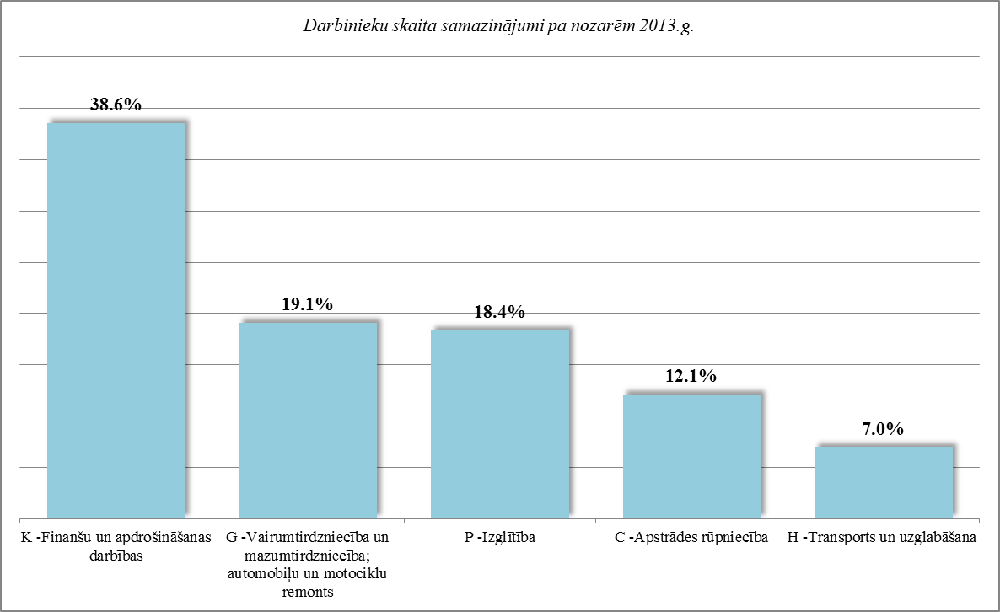 Darbinieku skaita samazinājumi pa nozarēm 2013.g.
38.6%
19.1%
18.4%
12.1%
7.0%
K -Finanšu un apdrošināšanas
darbības
G -Vairumtirdzniecība un
mazumtirdzniecība;
automobiļu un motociklu
remonts
P -Izglītība
C -Apstrādes rūpniecība
H -Transports un uzglabāšana